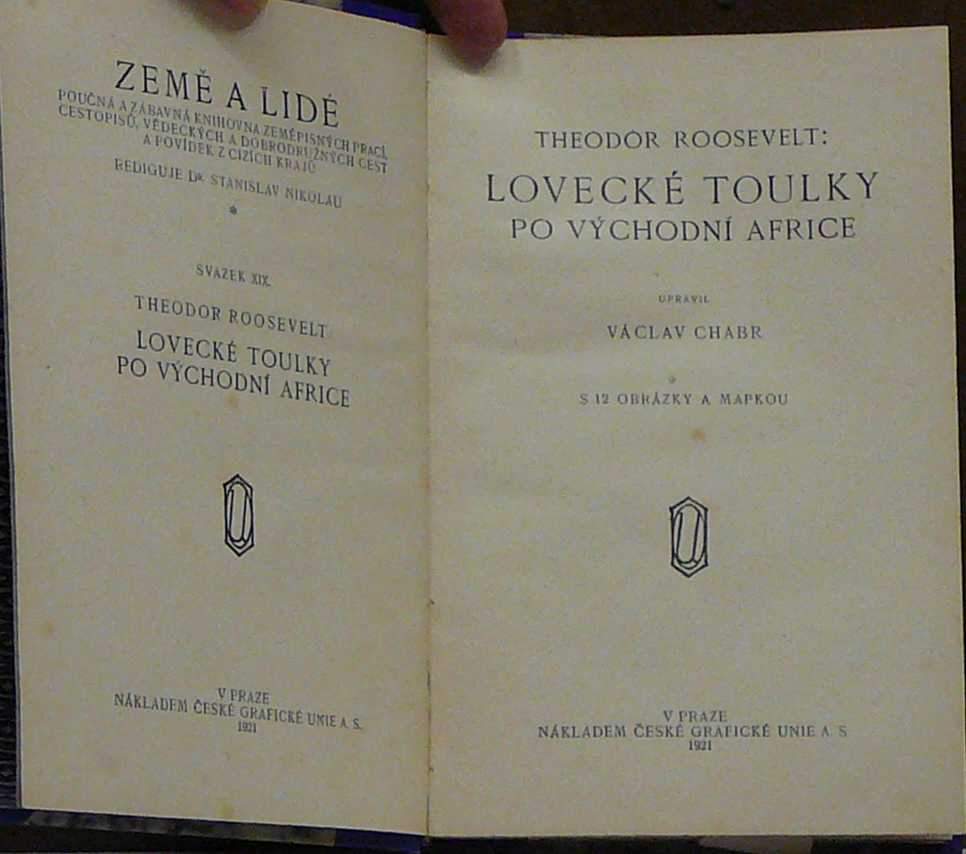 ZEMĚ A LIDÉ
POUČNÁ A ZÁBAVNÁ KNIHOVNA ZEMĚPISNÝCH PRACÍ,
CESTOPISŮ, VĚDECKÝCH A DOBRODRUŽNÝCH CEST
A POVÍDEK Z CIZÍCH KRAJŮ
REDIGUJE DR. STANISLAV NIKOLAU
*
SVAZEK XIX.
THEODOR ROOSEVELT
LOVECKÉ TOULKY
PO VÝCHODNÍ AFRICE
V PRAZE
NÁKLADEM ČESKÉ GRAFICKÉ UNIE A. S.
1921
THEODOR ROOSEVELT:
LOVECKÉ TOULKY
PO VÝCHODNÍ AFRICE
UPRAVIL
VÁCLAV CHÁBR
*
S 12 OBRÁZKY A MAPKOU
V PRAZE
NÁKLADEM ČESKÉ GRAFICKÉ UNIE A. S.
1921